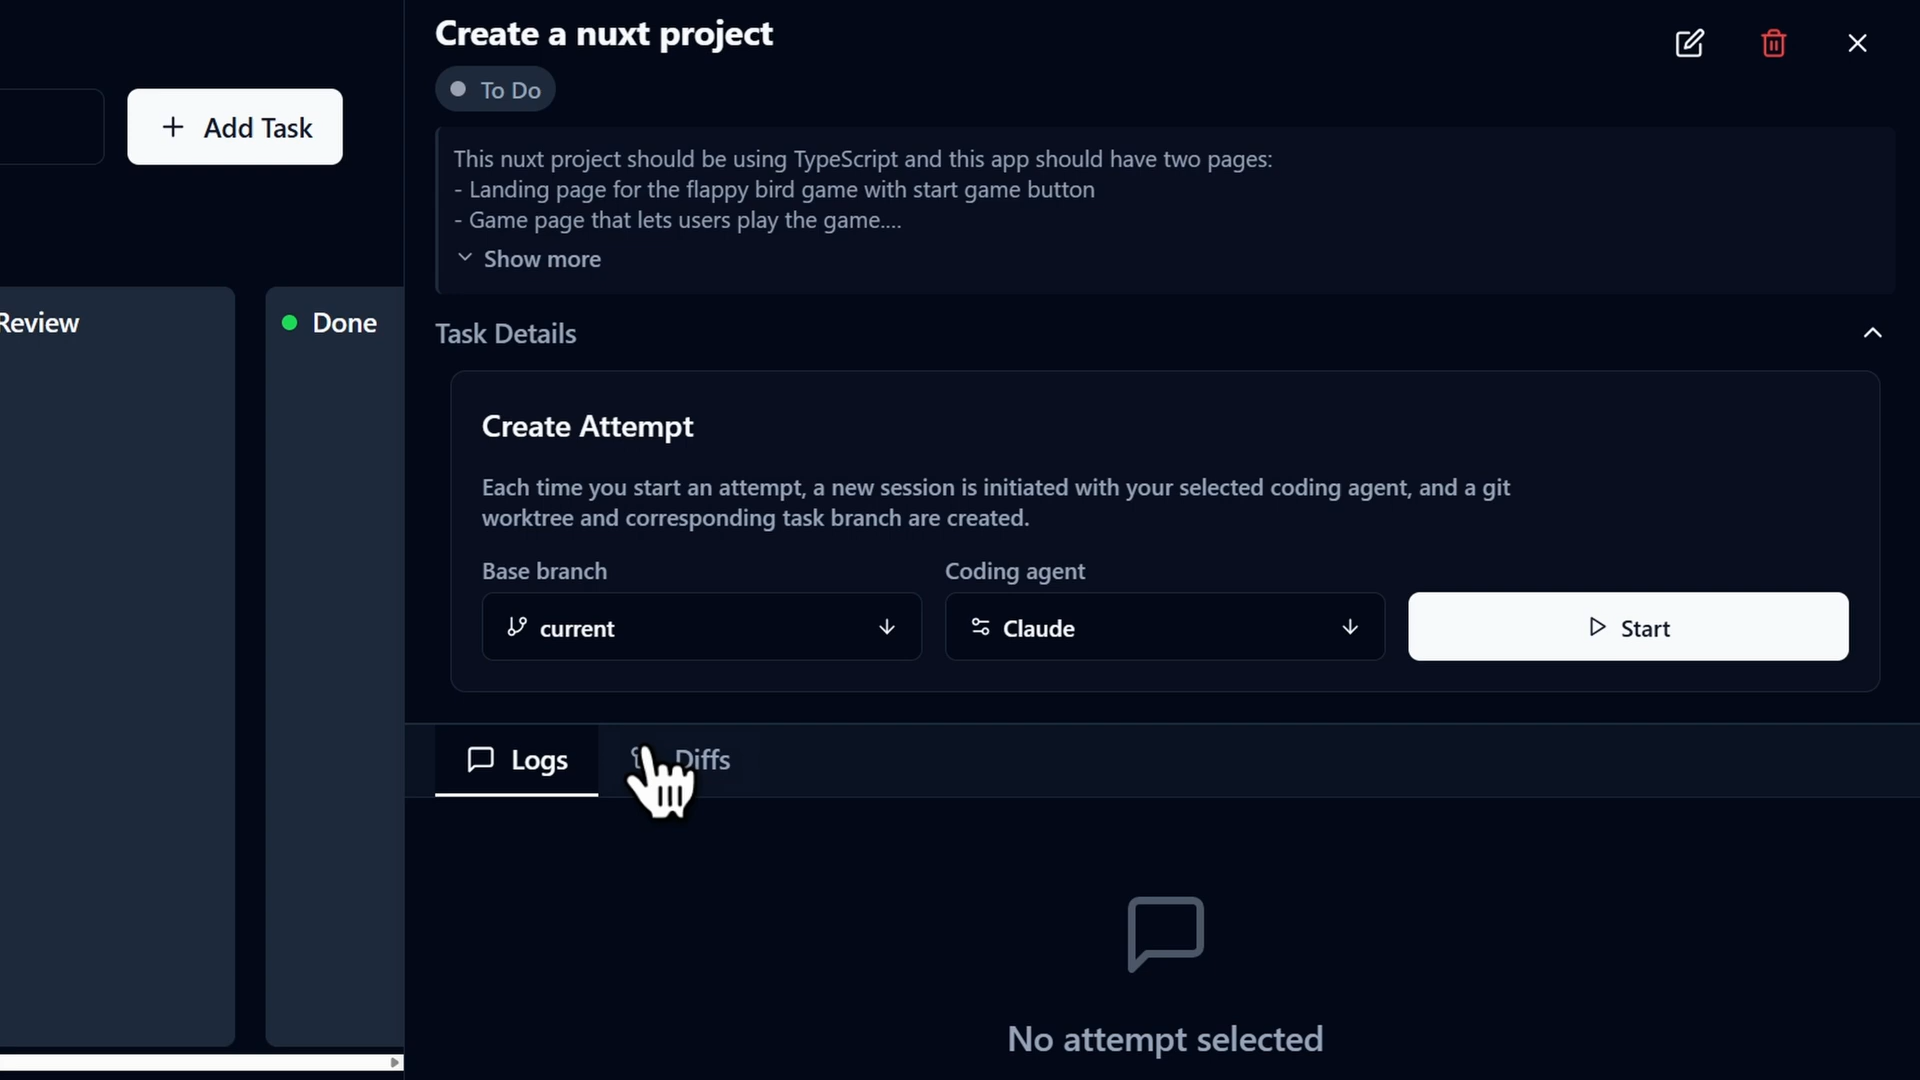 Create a nuxt project
To Do
Add Task
This nuxt project should be using TypeScript and this app should have two pages:
- Landing page for the flappy bird game with start game button
- Game page that lets users play the game....
Show more
Review
Done
Task Details
Create Attempt
Each time you start an attempt, a new session is initiated with your selected coding agent, and a git
worktree and corresponding task branch are created.
Base branch
Coding agent
current
Claude
Start
Logs
Diffs
No attempt selected